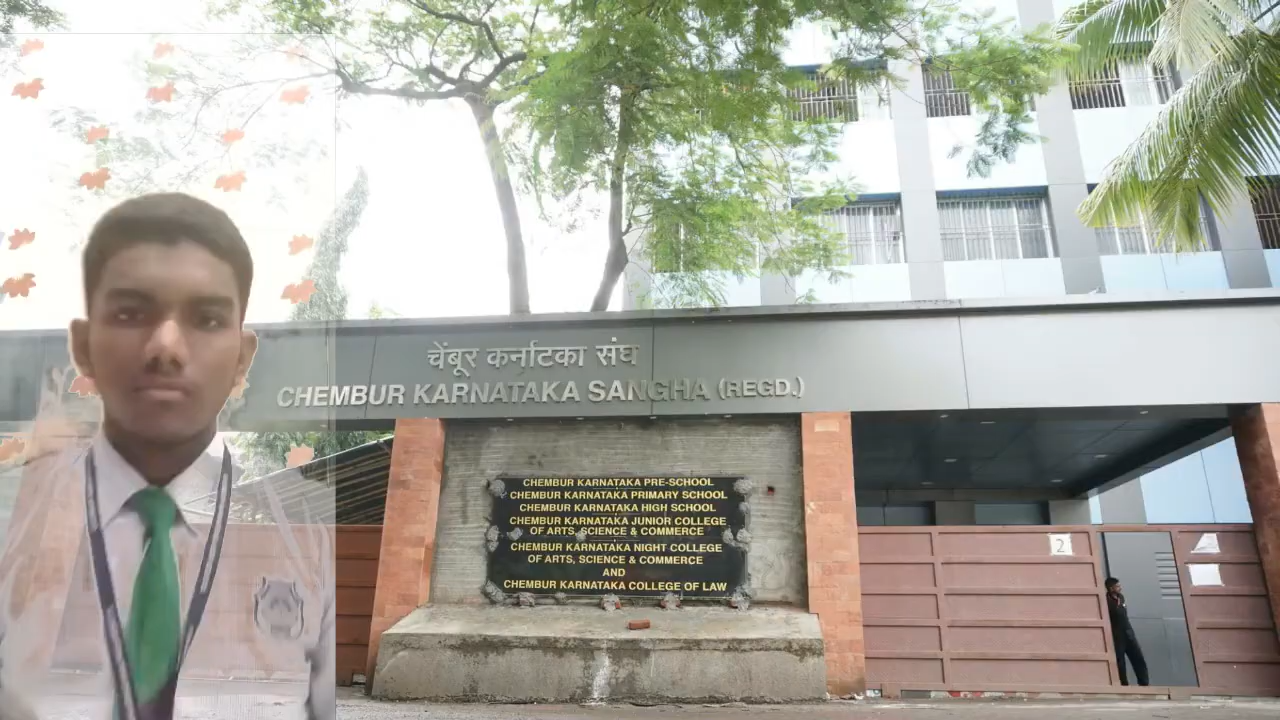 चेंबूर कर्नाटका संघ
CHEMBUR KARNATAKA SANGHA (REGD.)
CHEMBUR KARNATAKA PRE-SCHOOL
CHEMBUR KARNATAKA PRIMARY SCHOOL
CHEMBUR KARNATAKA HIGH SCHOOL
CHEMBUR KARNATAKA JUNIOR COLLEGE
OF ARTS, SCIENCE & COMMERCE
CHEMBUR KARNATAKA NIGHT COLLEGE
OF ARTS, SCIENCE & COMMERCE
AND
CHEMBUR KARNATAKA COLLEGE OF LAW
2